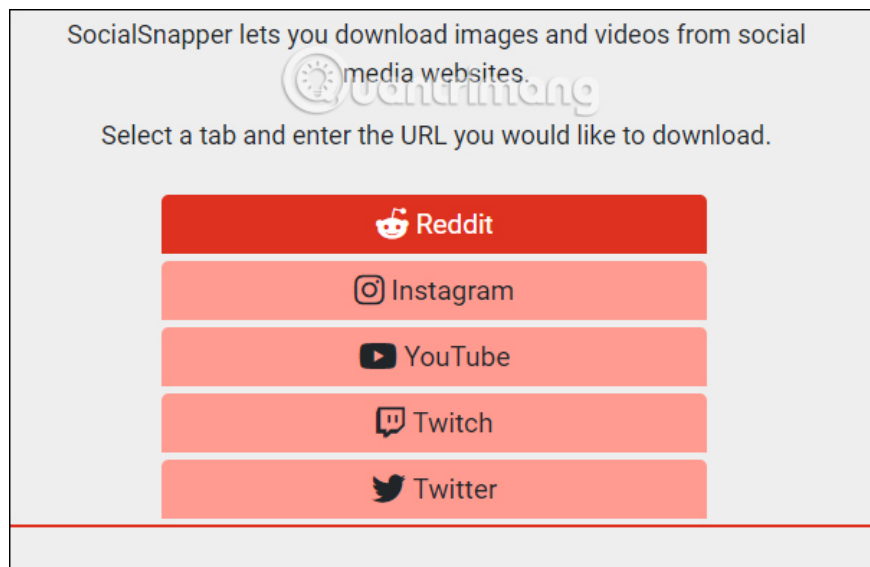 SocialSnapper lets you download images and videos from social
media websites.
Quantrimang
Select a tab and enter the URL you would like to download.
Reddit
Instagram
YouTube
Twitch
Twitter